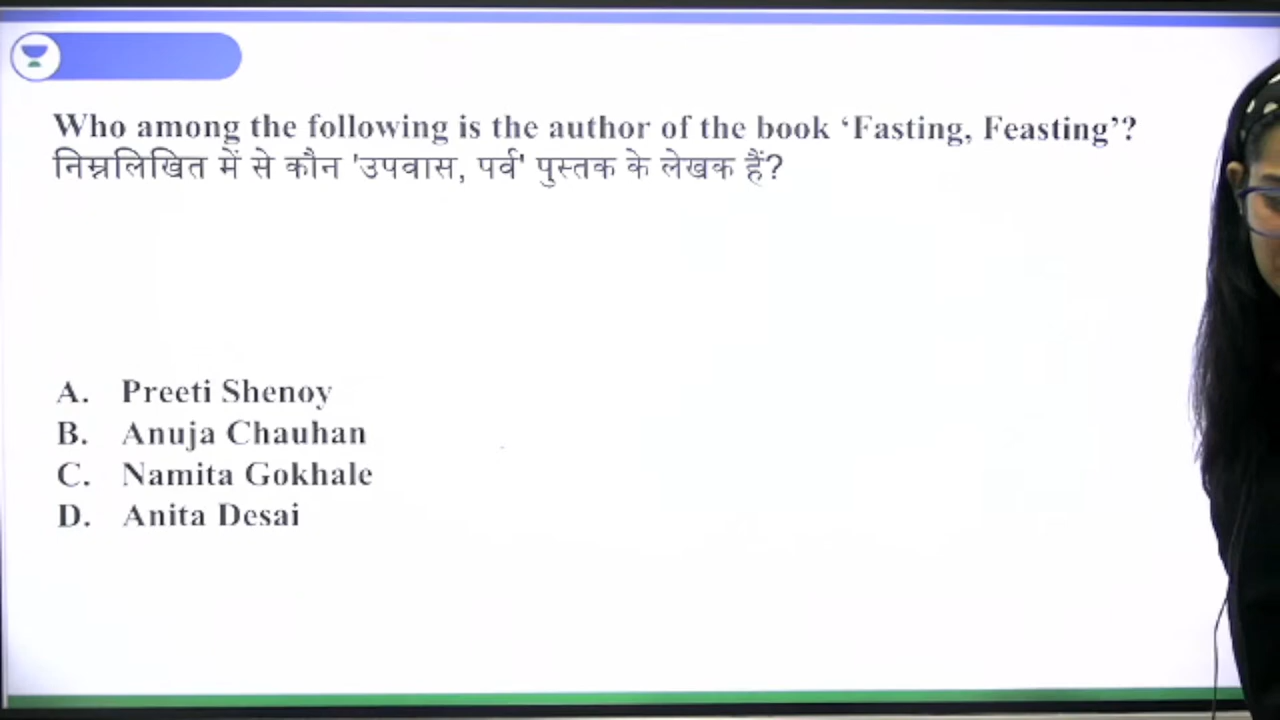 Who among the following is the author of the book ‘Fasting, Feasting’?
निम्नलिखित में से कौन 'उपवास, पर्व' पुस्तक के लेखक हैं?
A. Preeti Shenoy
B. Anuja Chauhan
C. Namita Gokhale
D. Anita Desai